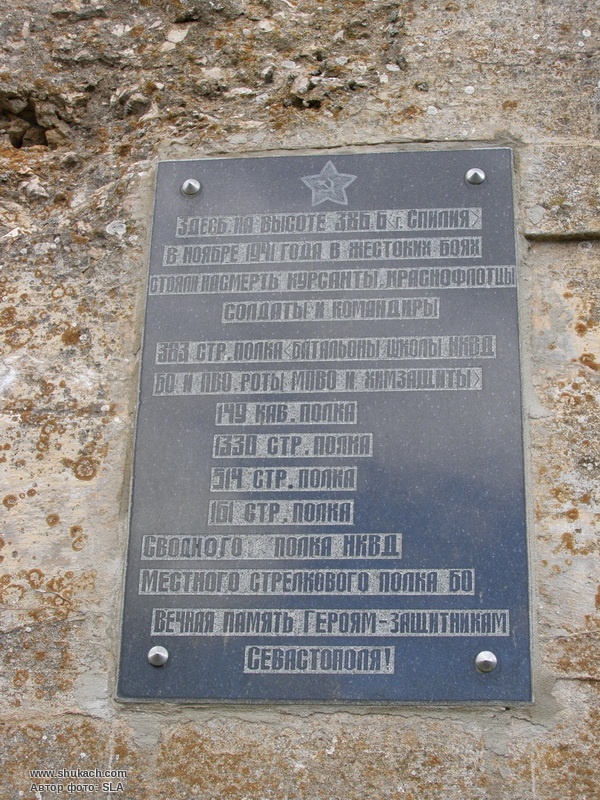 Здесь на высоте 386.6 (г. Спилия)
в ноябре 1941 года в жестоких боях
стояли насмерть курсанты, краснофлотцы
солдаты и командиры
383 стр. полка (батальоны школы НКВД
БО и ПВО, роты МПВО и химзащиты)
149 кав. полка
1330 стр. полка
514 стр. полка
161 стр. полка
Сводного полка НКВД
Местного стрелкового полка БО
Вечная память Героям-защитникам
Севастополя!
www.shukach.com
Автор фото: SLA